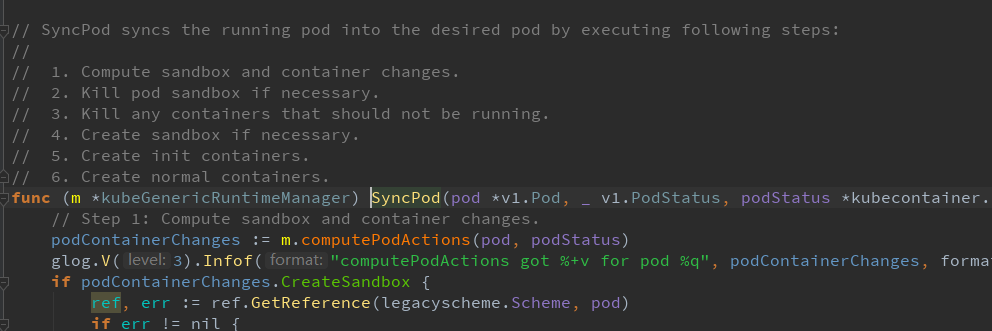 // SyncPod syncs the running pod into the desired pod by executing following steps:
//
//  1. Compute sandbox and container changes.
//  2. Kill pod sandbox if necessary.
//  3. Kill any containers that should not be running.
//  4. Create sandbox if necessary.
//  5. Create init containers.
//  6. Create normal containers.
func (m *kubeGenericRuntimeManager) SyncPod(pod *v1.Pod, _ v1.PodStatus, podStatus *kubecontainer.
    // Step 1: Compute sandbox and container changes.
    podContainerChanges := m.computePodActions(pod, podStatus)
    glog.V( level: 3).Infof( format: "computePodActions got %+v for pod %q", podContainerChanges, forma
    if podContainerChanges.CreateSandbox {
        ref, err := ref.GetReference(legacyscheme.Scheme, pod)
        if err != nil {